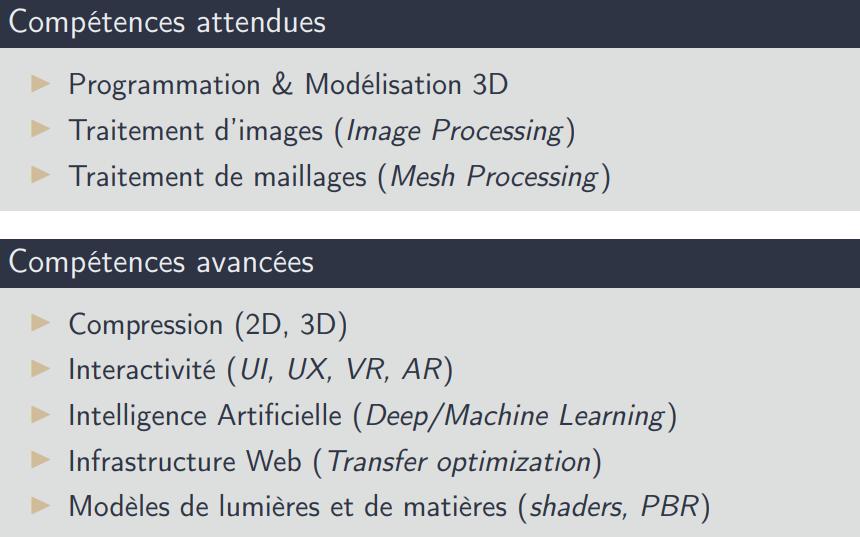 Compétences attendues
Programmation & Modélisation 3D
Traitement d'images (Image Processing)
Traitement de maillages (Mesh Processing)
Compétences avancées
Compression (2D, 3D)
Interactivité (UI, UX, VR, AR)
Intelligence Artificielle (Deep/Machine Learning)
Infrastructure Web (Transfer optimization)
Modèles de lumières et de matières (shaders, PBR)